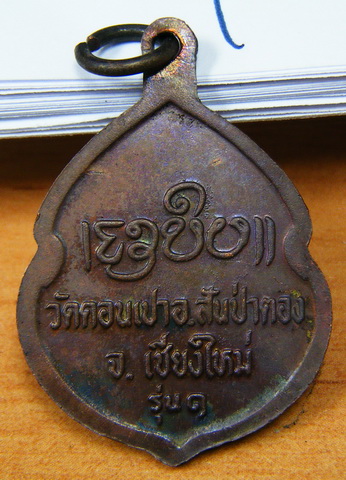 วัดดอนเปาอ.สันป่าตอง
จ. เชียงใหม่
รุ่น๑